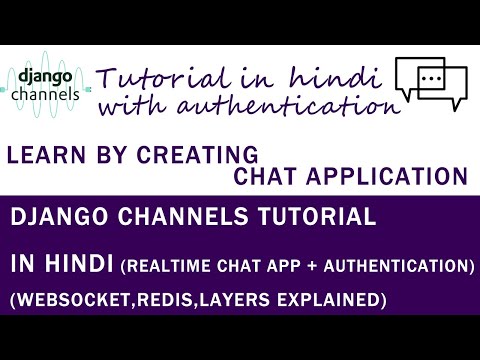 django
channels
Tutorial in hindi
with authentication
LEARN BY CREATING
CHAT APPLICATION
DJANGO CHANNELS TUTORIAL
IN HINDI (REALTIME CHAT APP + AUTHENTICATION)
(WEBSOCKET,REDIS,LAYERS EXPLAINED)